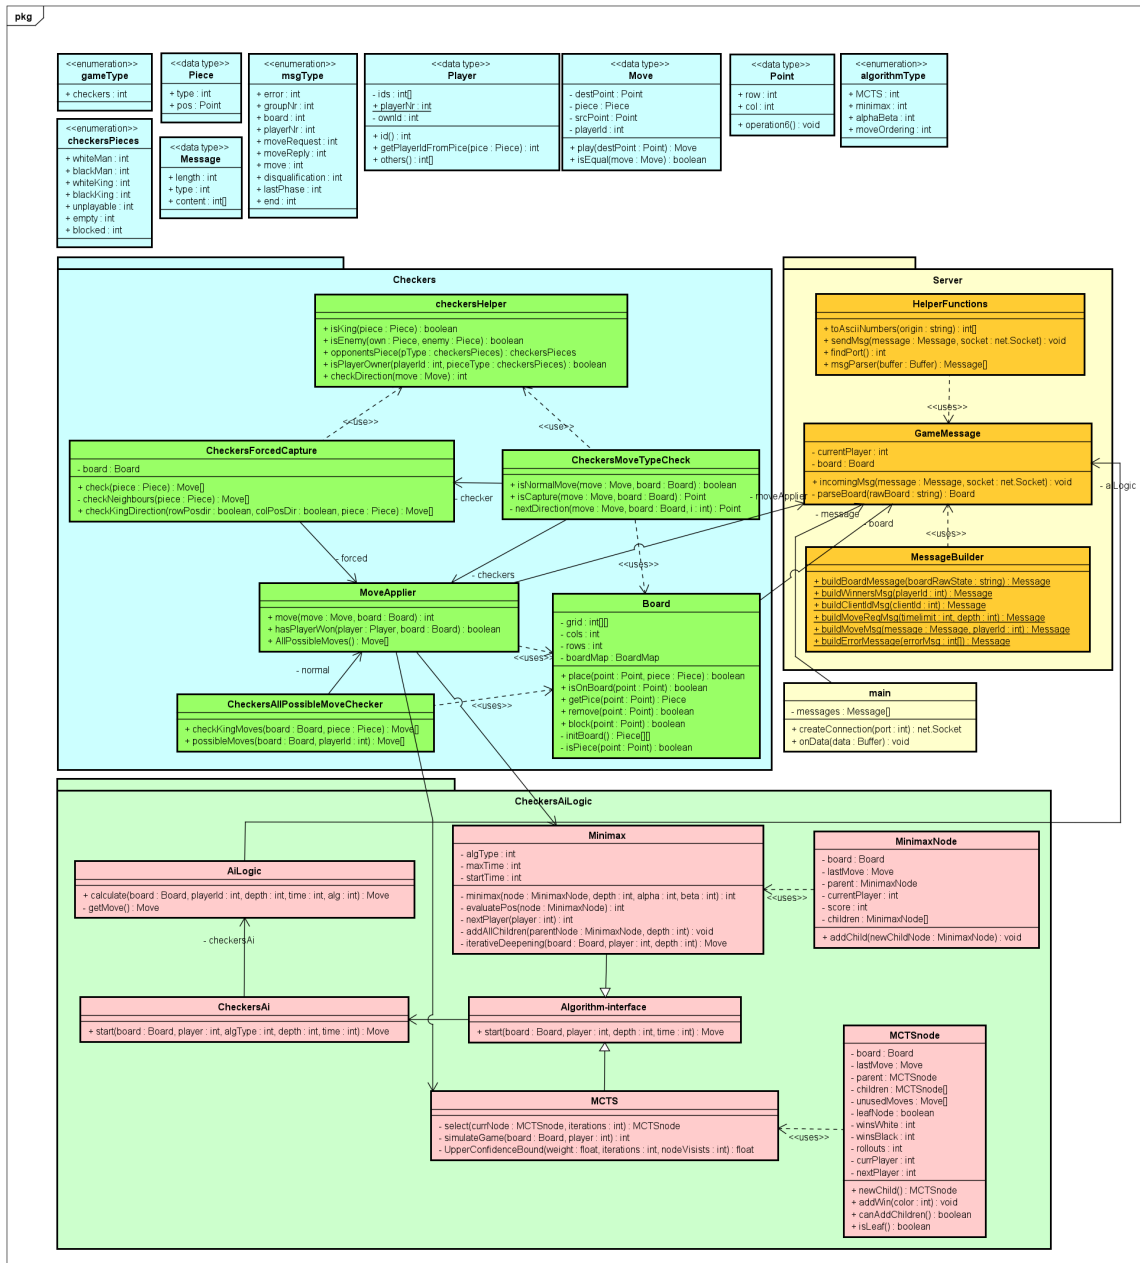 pkg
<<enumeration>>
gameType
+ checkers : int
<<data type>>
Piece
+ type : int
+ pos : Point
<<enumeration>>
msgType
+ error : int
+ groupNr : int
+ board : int
+ playerNr : int
+ moveRequest : int
+ moveReply : int
+ move : int
+ disqualification : int
+ lastPhase : int
+ end : int
<<data type>>
Player
- ids : int[]
+ playerNr : int
- ownId : int
+ id() : int
+ getPlayerIdFromPice(pice : Piece) : int
+ others() : int[]
<<data type>>
Move
- destPoint : Point
- piece : Piece
- srcPoint : Point
- playerId : int
+ play(destPoint : Point) : Move
+ isEqual(move : Move) : boolean
<<data type>>
Point
+ row : int
+ col : int
+ operation6() : void
<<enumeration>>
algorithmType
+ MCTS : int
+ minimax : int
+ alphaBeta : int
+ moveOrdering : int
<<enumeration>>
checkersPieces
+ whiteMan : int
+ blackMan : int
+ whiteKing : int
+ blackKing : int
+ unplayable : int
+ empty : int
+ blocked : int
<<data type>>
Message
+ length : int
+ type : int
+ content : int[]
Checkers
checkersHelper
+ isKing(piece : Piece) : boolean
+ isEnemy(own : Piece, enemy : Piece) : boolean
+ opponentsPiece(pType : checkersPieces) : checkersPieces
+ isPlayerOwner(playerId : int, pieceType : checkersPieces) : boolean
+ checkDirection(move : Move) : int
<<use>>
<<use>>
CheckersForcedCapture
- board : Board
+ check(piece : Piece) : Move[]
- checkNeighbours(piece : Piece) : Move[]
+ checkKingDirection(rowPosdir : boolean, colPosDir : boolean, piece : Piece) : Move[]
- checker
CheckersMoveTypeCheck
+ isNormalMove(move : Move, board : Board) : boolean
+ isCapture(move : Move, board : Board) : Point
- nextDirection(move : Move, board : Board, i : int) : Point
- forced
- checkers
<<uses>>
- moveApplier
MoveApplier
+ move(move : Move, board : Board) : int
+ hasPlayerWon(player : Player, board : Board) : boolean
+ AllPossibleMoves() : Move[]
<<uses>>
- normal
Board
- grid : int[][]
- cols : int
- rows : int
- boardMap : BoardMap
+ place(point : Point, piece : Piece) : boolean
+ isOnBoard(point : Point) : boolean
+ getPice(point : Point) : Piece
+ remove(point : Point) : boolean
+ block(point : Point) : boolean
- initBoard() : Piece[][]
- isPiece(point : Point) : boolean
CheckersAllPossibleMoveChecker
+ checkKingMoves(board : Board, piece : Piece) : Move[]
+ possibleMoves(board : Board, playerId : int) : Move[]
<<uses>>
Server
HelperFunctions
+ toAsciiNumbers(origin : string) : int[]
+ sendMsg(message : Message, socket : net.Socket) : void
+ findPort() : int
+ msgParser(buffer : Buffer) : Message[]
<<uses>>
GameMessage
- currentPlayer : int
- board : Board
+ incomingMsg(message : Message, socket : net.Socket) : void
- parseBoard(rawBoard : string) : Board
- aiLogic
- message
- board
<<uses>>
MessageBuilder
+ buildBoardMessage(boardRawState : string) : Message
+ buildWinnersMsg(playerId : int) : Message
+ buildClientIdMsg(clientId : int) : Message
+ buildMoveReqMsg(timelimit : int, depth : int) : Message
+ buildMoveMsg(message : Message, playerId : int) : Message
+ buildErrorMessage(errorMsg : int[]) : Message
main
- messages : Message[]
+ createConnection(port : int) : net.Socket
+ onData(data : Buffer) : void
CheckersAiLogic
AiLogic
+ calculate(board : Board, playerId : int, depth : int, time : int, alg : int) : Move
- getMove() : Move
- checkersAi
Minimax
- algType : int
- maxTime : int
- startTime : int
- minimax(node : MinimaxNode, depth : int, alpha : int, beta : int) : int
- evaluatePos(node : MinimaxNode) : int
- nextPlayer(player : int) : int
- addAllChildren(parentNode : MinimaxNode, depth : int) : void
- iterativeDeepening(board : Board, player : int, depth : int) : Move
<<uses>>
MinimaxNode
- board : Board
- lastMove : Move
- parent : MinimaxNode
- currentPlayer : int
- score : int
- children : MinimaxNode[]
+ addChild(newChildNode : MinimaxNode) : void
CheckersAi
+ start(board : Board, player : int, algType : int, depth : int, time : int) : Move
Algorithm-interface
+ start(board : Board, player : int, depth : int, time : int) : Move
MCTS
- select(currNode : MCTSnode, iterations : int) : MCTSnode
- simulateGame(board : Board, player : int) : int
- UpperConfidenceBound(weight : float, iterations : int, nodeVisists : int) : float
<<uses>>
MCTSnode
- board : Board
- lastMove : Move
- parent : MCTSnode
- children : MCTSnode[]
- unusedMoves : Move[]
- leafNode : boolean
- winsWhite : int
- winsBlack : int
- rollouts : int
- currPlayer : int
- nextPlayer : int
+ newChild() : MCTSnode
+ addWin(color : int) : void
+ canAddChildren() : boolean
+ isLeaf() : boolean